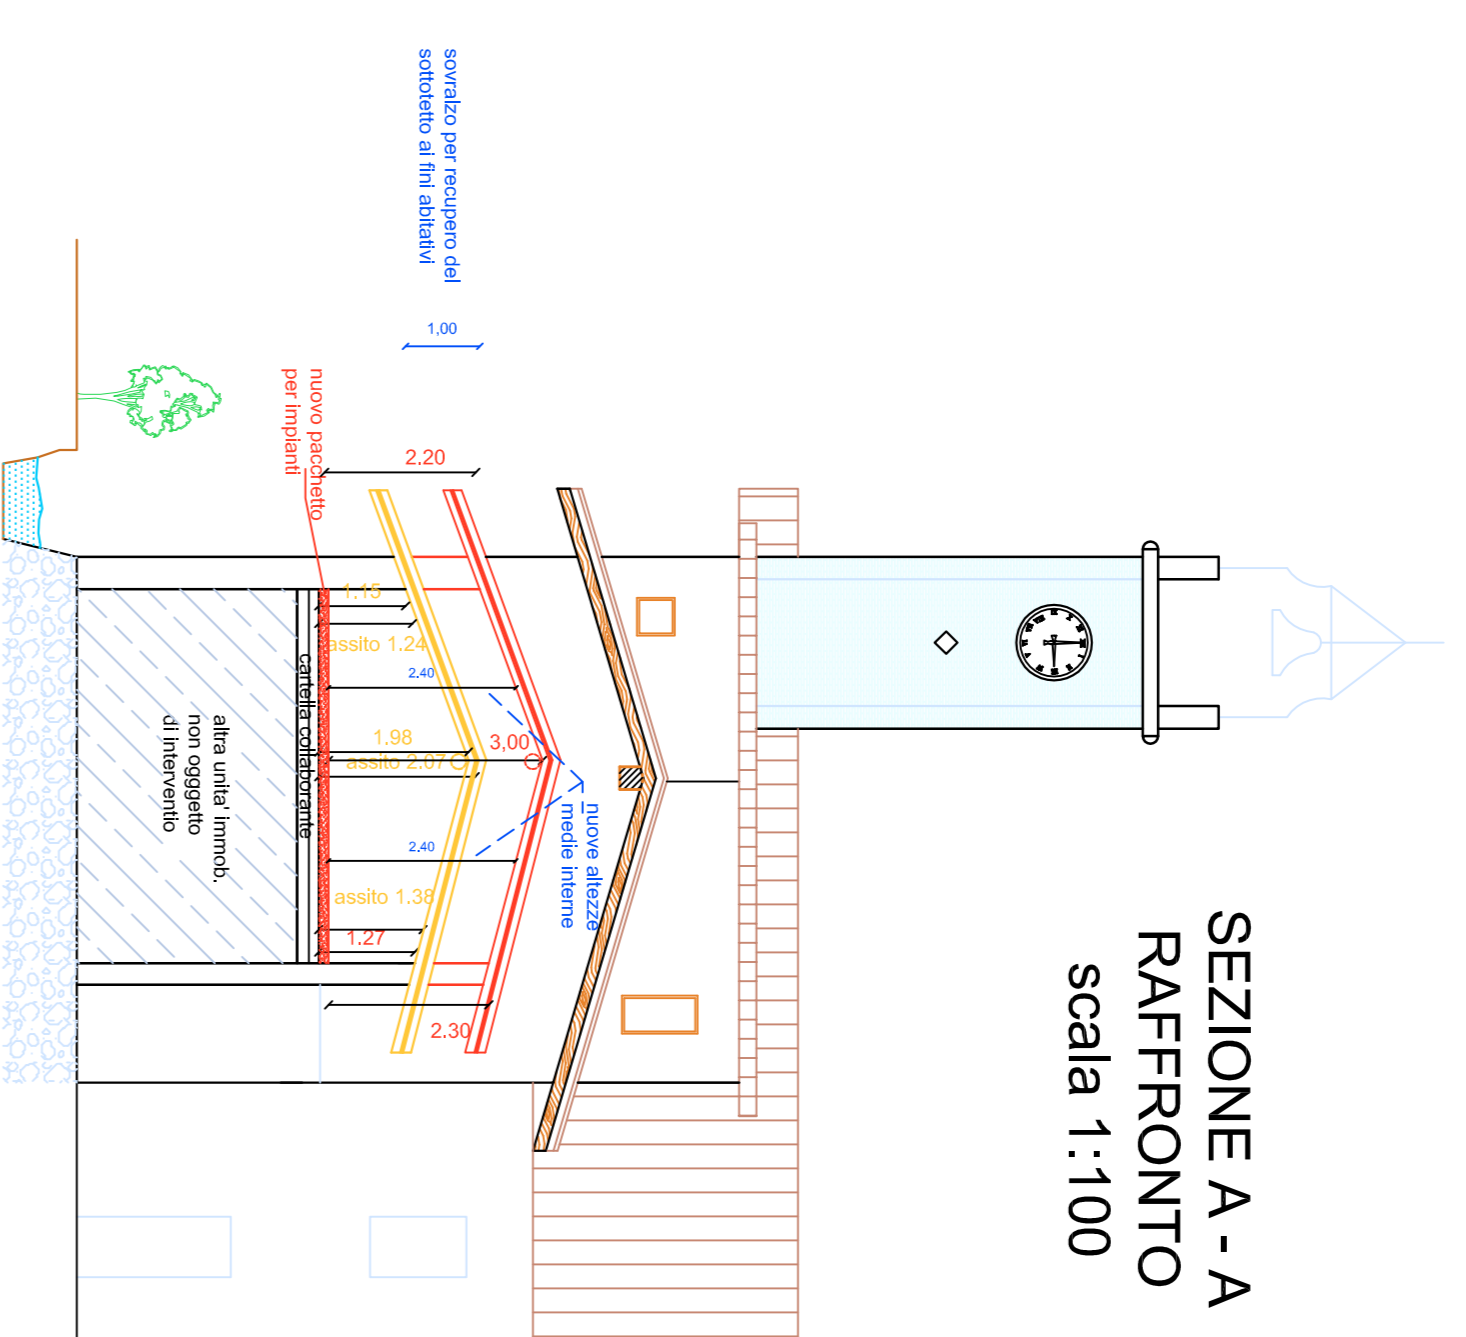 SEZIONE A - A
RAFFRONTO
scala 1:100
sovralzo per recupero del
sottotetto ai fini abitativi
1,00
nuovo pacchetto
per impianti
2.20
1.15
assito 1.24
2.40
1.98
3,00
assito 2.07
2.40
assito 1.38
1.27
2.30
nuove altezze
medie interne
cartella collaborante
altra unita' immob.
non ogggetto
di interventio